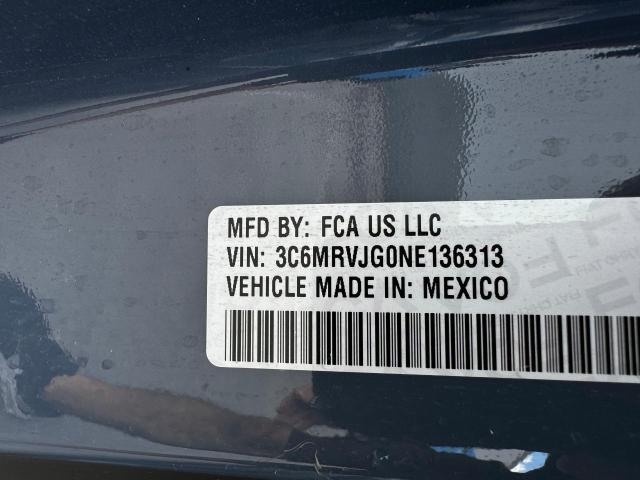 MFD BY: FCA US LLC
VIN: 3C6MRVJG0NE136313
VEHICLE MADE IN: MEXICO